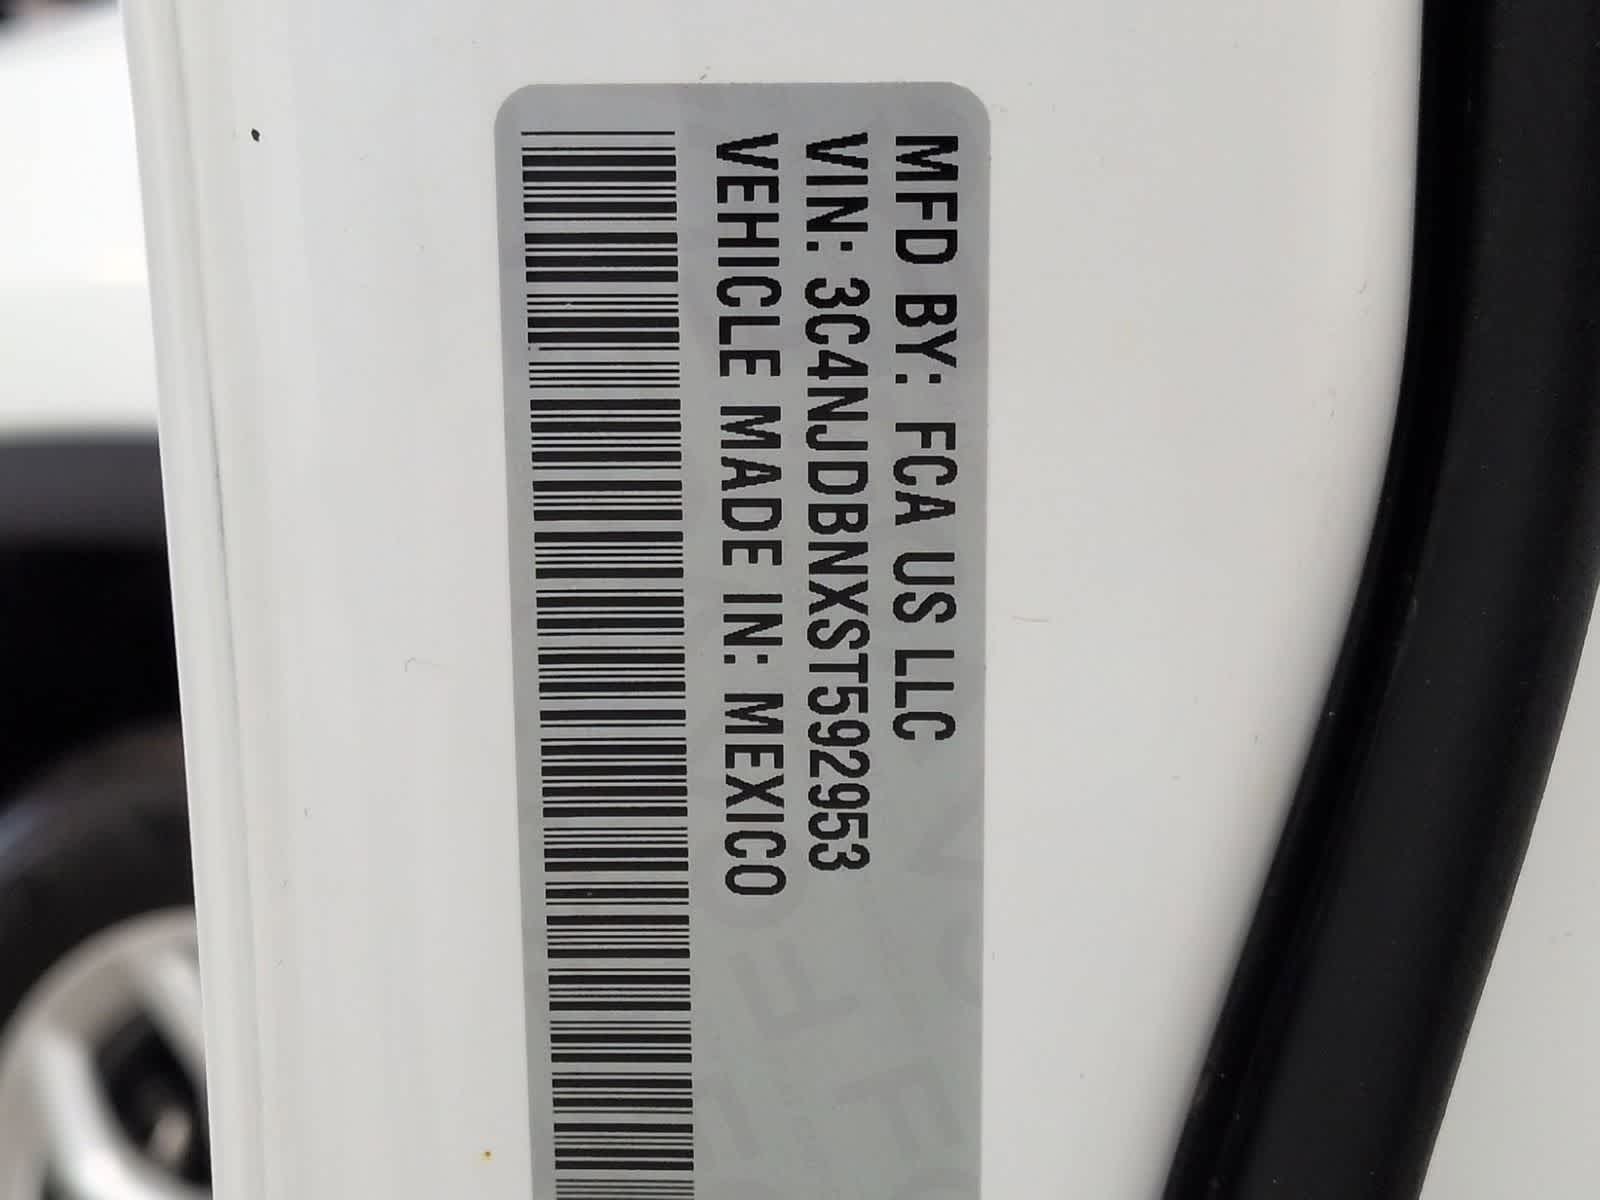 MFD BY: FCA US LLC
VIN: 3C4NJDBNXST592953
VEHICLE MADE IN: MEXICO